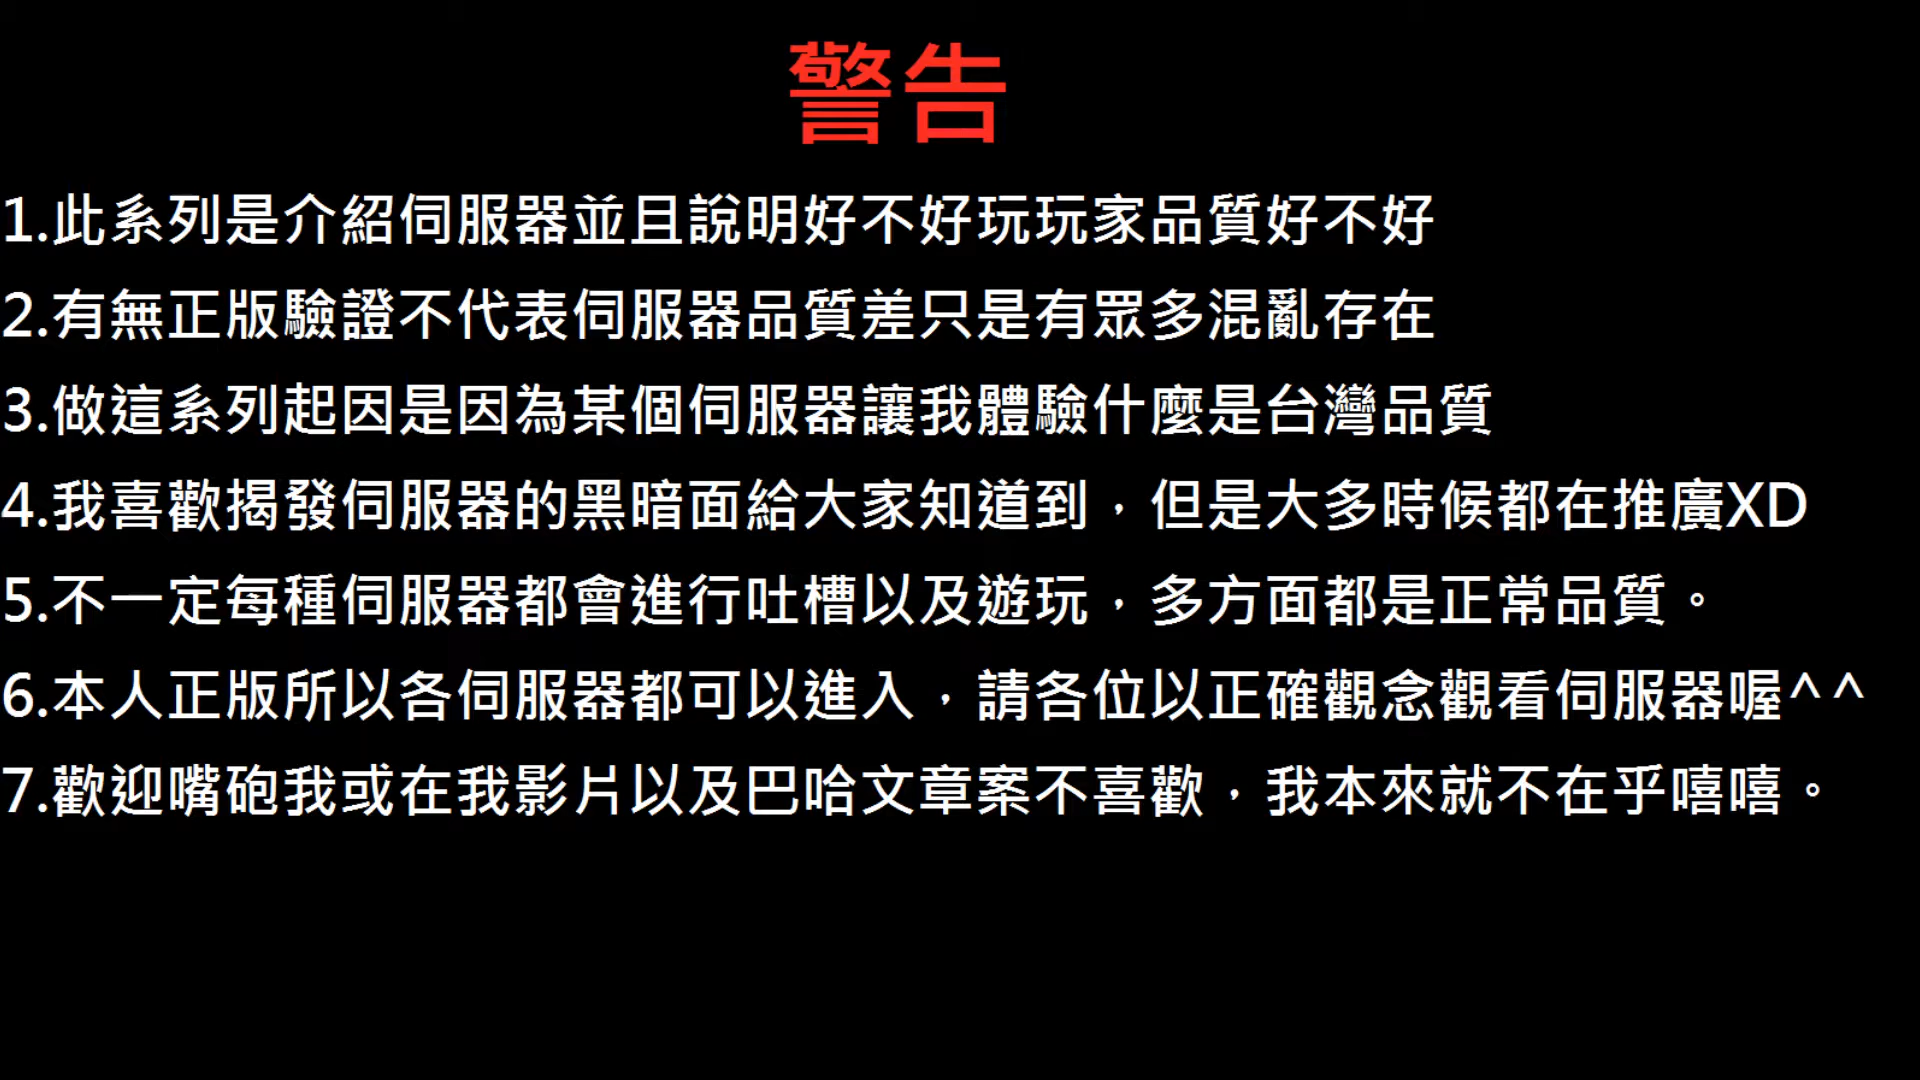 警告
1.此系列是介紹伺服器並且說明好不好玩玩家品質好不好
2.有無正版驗證不代表伺服器品質差只是有眾多混亂存在
3.做這系列起因是因為某個伺服器讓我體驗什麼是台灣品質
4.我喜歡揭發伺服器的黑暗面給大家知道到，但是大多時候都在推廣XD
5.不一定每種伺服器都會進行吐槽以及遊玩，多方面都是正常品質。
6.本人正版所以各伺服器都可以進入，請各位以正確觀念觀看伺服器喔^^
7.歡迎嘴砲我或在我影片以及巴哈文章案不喜歡，我本來就不在乎嘻嘻。